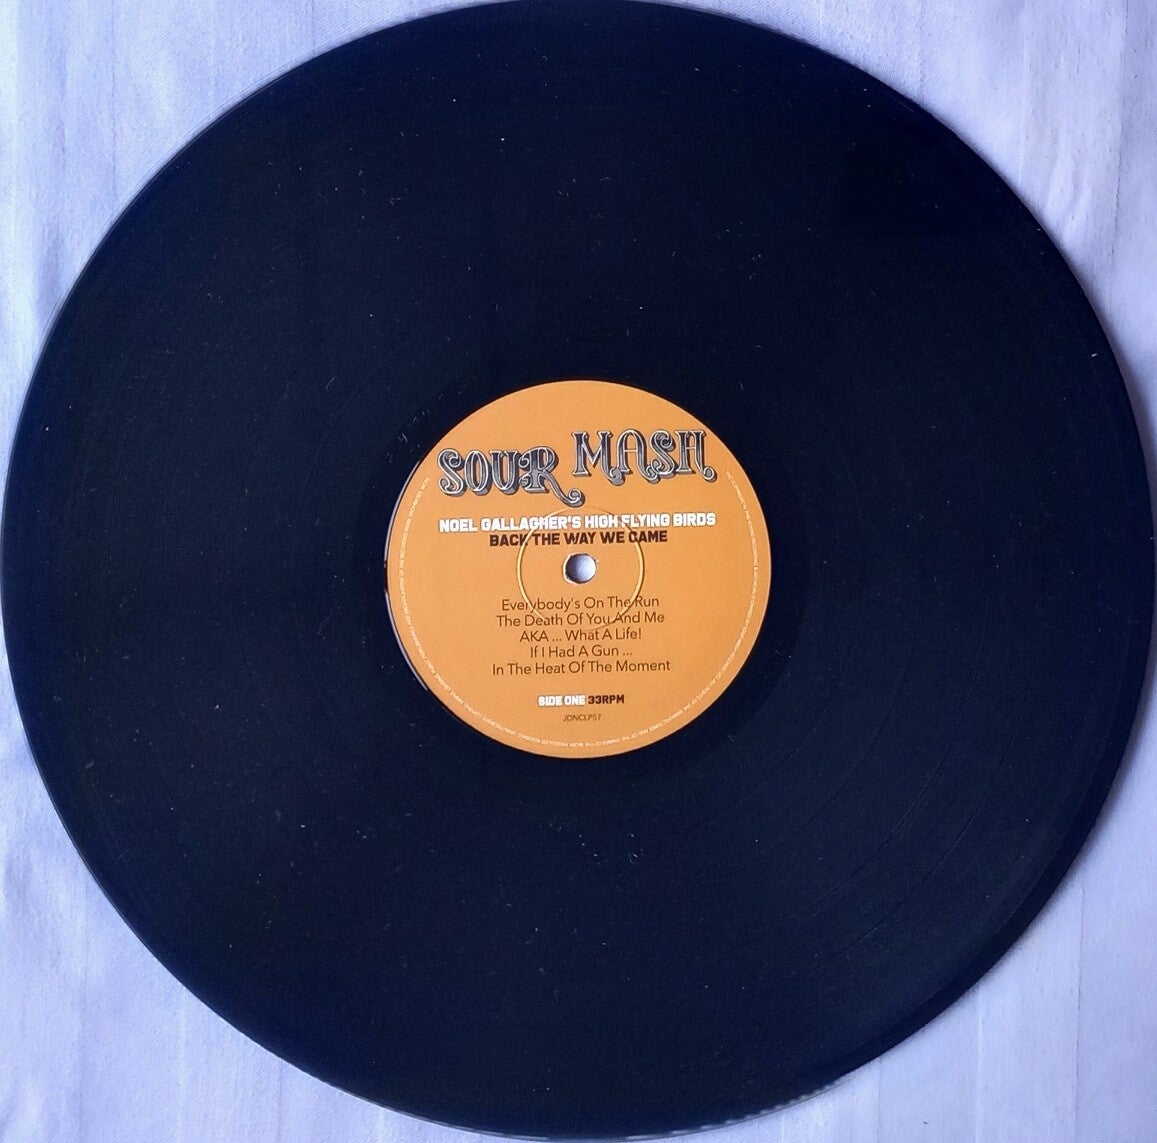 SOUR MASH
NOEL GALLAGHER'S HIGH FLYING BIRDS
BACK THE WAY WE CAME
Everybody's On The Run
The Death Of You And Me
AKA ... What A Life!
If I Had A Gun ...
In The Heat Of The Moment
SIDE ONE 33RPM
JDNCLP57